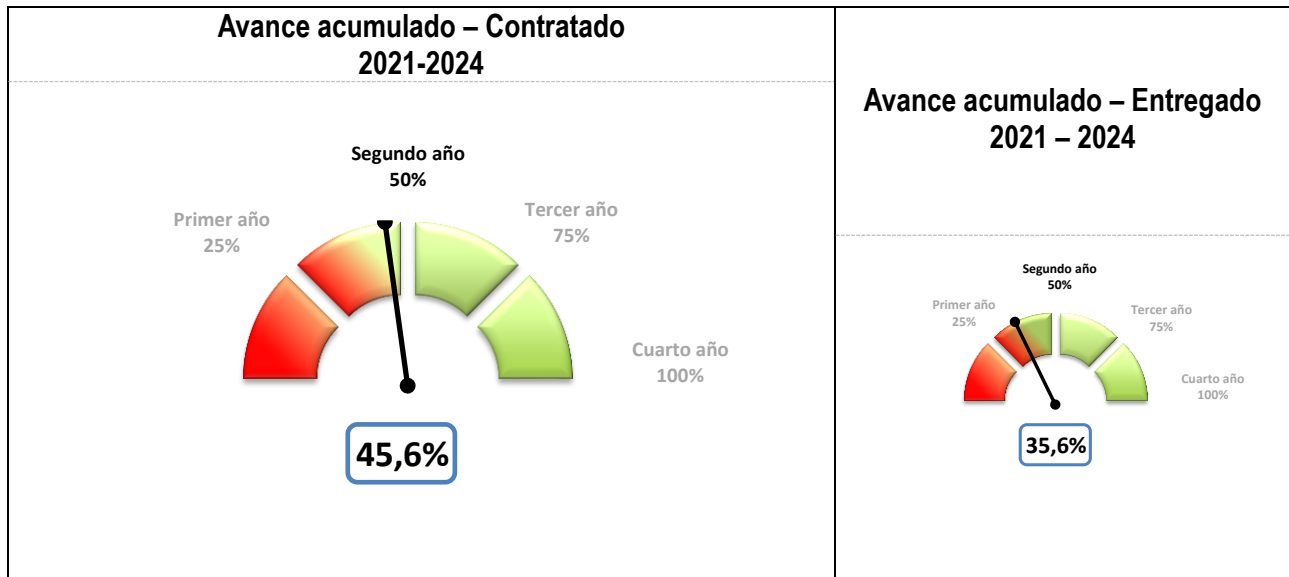 Avance acumulado – Contratado
2021-2024
Segundo año
50%
Primer año
25%
Tercer año
75%
Cuarto año
100%
45,6%
Avance acumulado – Entregado
2021 – 2024
Segundo año
50%
Primer año
25%
Tercer año
75%
Cuarto año
100%
35,6%